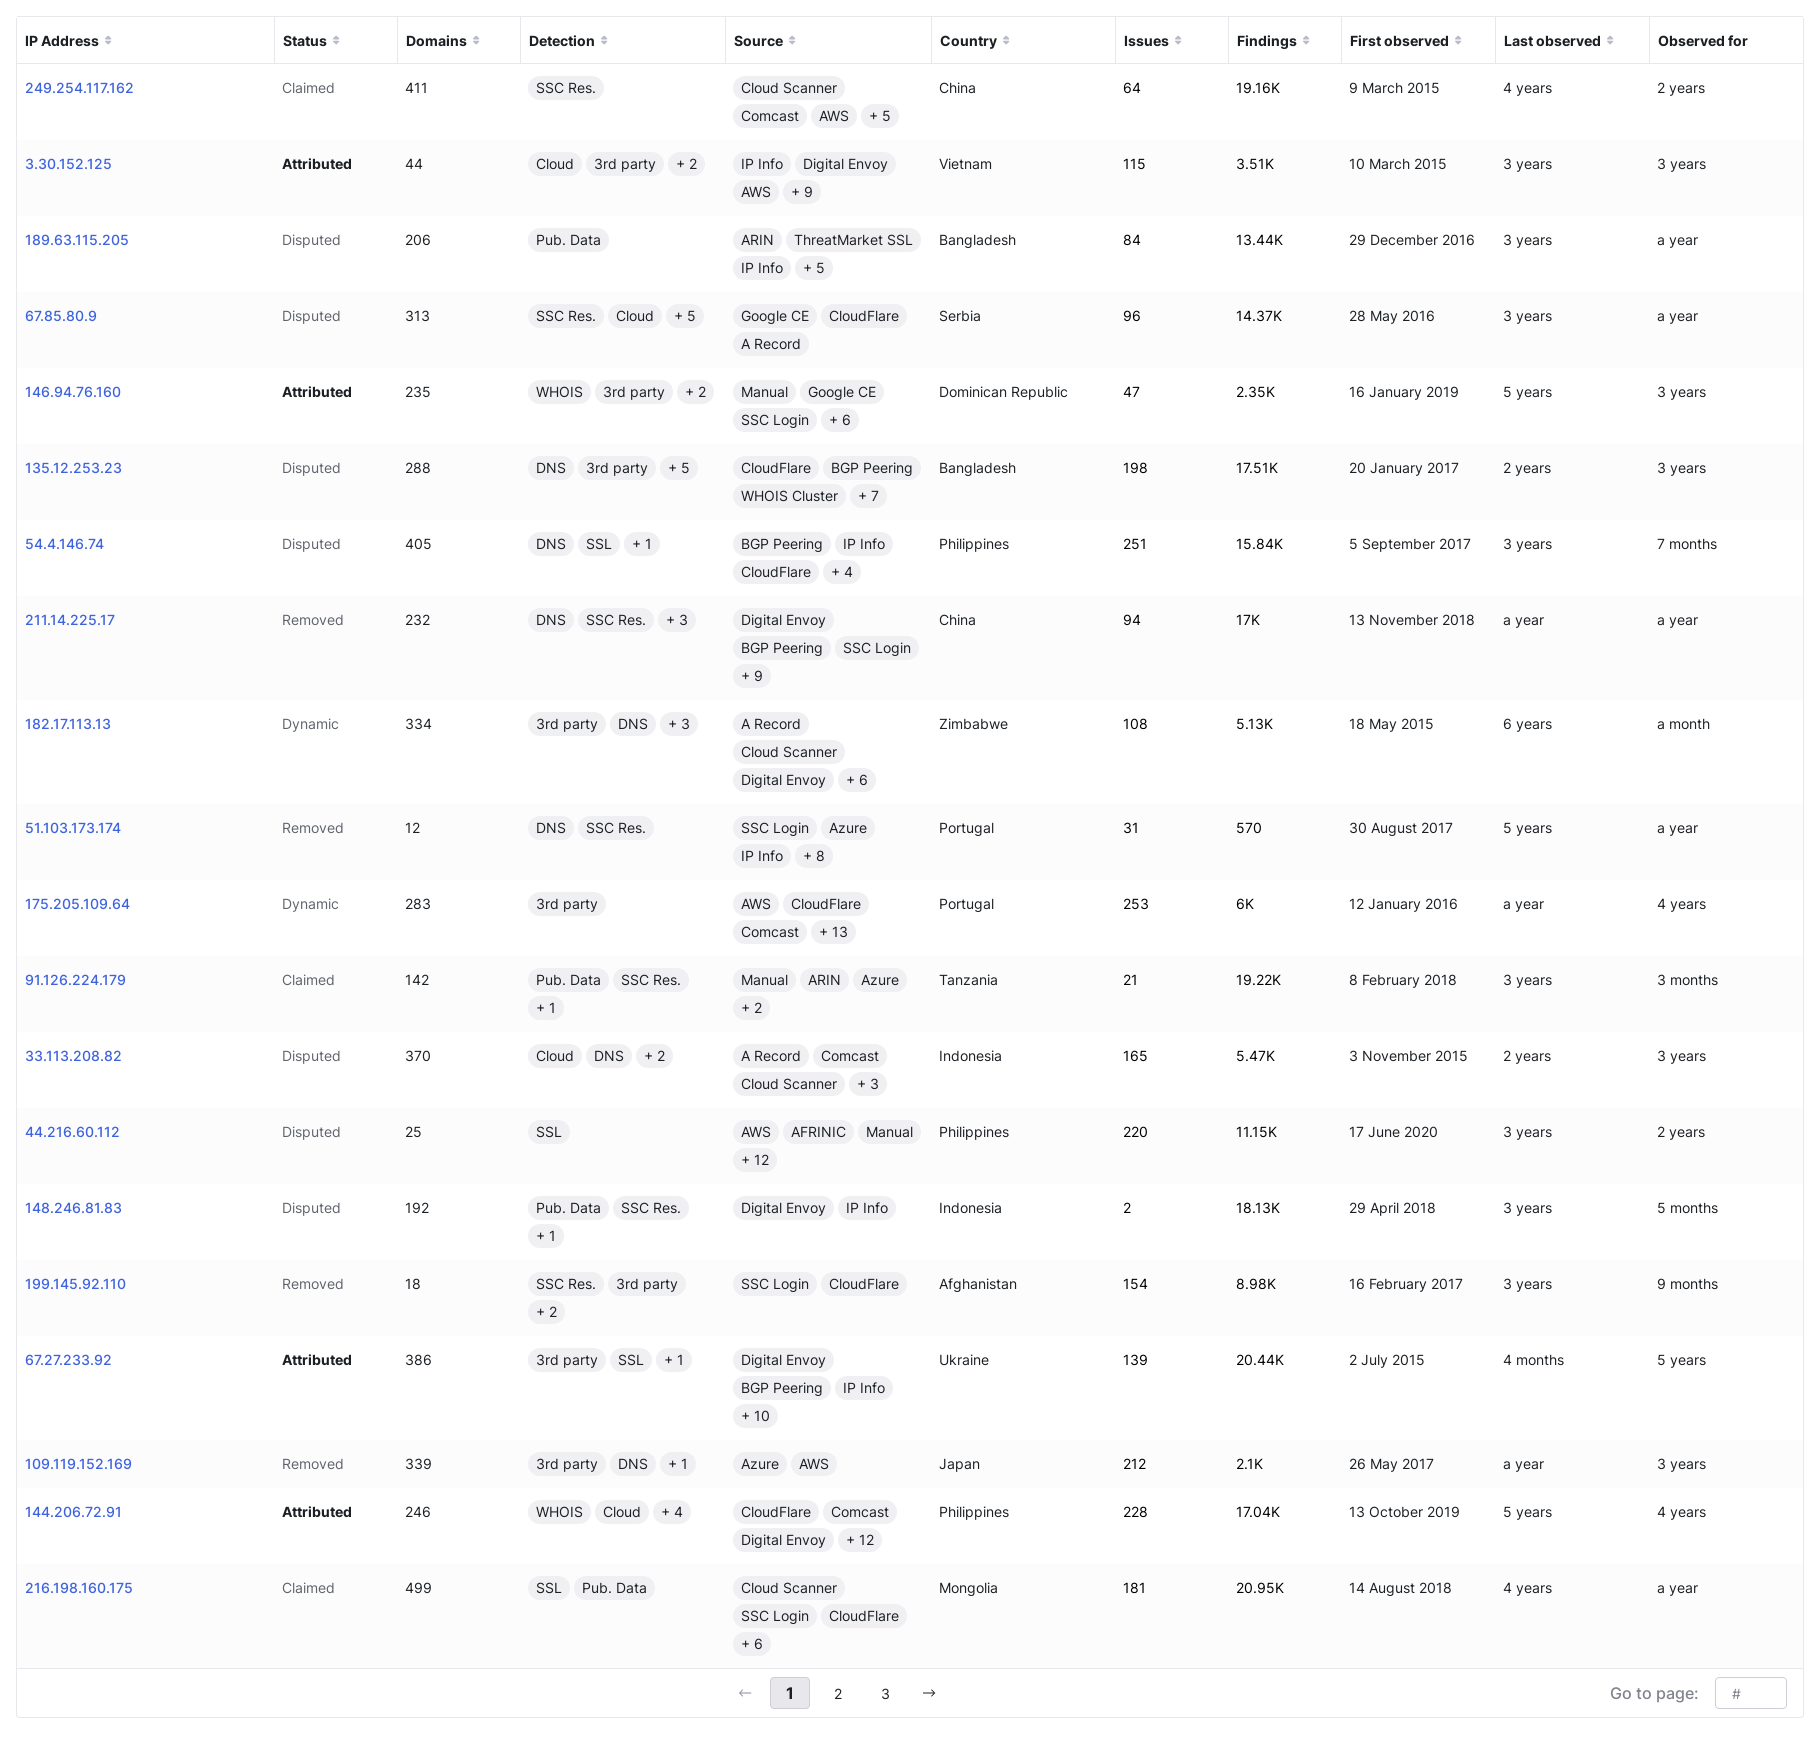 IP Address Status Domains Detection Source Country Issues Findings First observed Last observed Observed for
249.254.117.162 Claimed 411 SSC Res. Cloud Scanner China 64 19.16K 9 March 2015 4 years 2 years
Comcast AWS + 5
3.30.152.125 Attributed 44 Cloud 3rd party + 2 IP Info Digital Envoy Vietnam 115 3.51K 10 March 2015 3 years 3 years
AWS + 9
189.63.115.205 Disputed 206 Pub. Data ARIN ThreatMarket SSL Bangladesh 84 13.44K 29 December 2016 3 years a year
IP Info + 5
67.85.80.9 Disputed 313 SSC Res. Cloud + 5 Google CE CloudFlare Serbia 96 14.37K 28 May 2016 3 years a year
A Record
146.94.76.160 Attributed 235 WHOIS 3rd party + 2 Manual Google CE Dominican Republic 47 2.35K 16 January 2019 5 years 3 years
SSC Login + 6
135.12.253.23 Disputed 288 DNS 3rd party + 5 CloudFlare BGP Peering Bangladesh 198 17.51K 20 January 2017 2 years 3 years
WHOIS Cluster + 7
54.4.146.74 Disputed 405 DNS SSL + 1 BGP Peering IP Info Philippines 251 15.84K 5 September 2017 3 years 7 months
CloudFlare + 4
211.14.225.17 Removed 232 DNS SSC Res. + 3 Digital Envoy China 94 17K 13 November 2018 a year a year
BGP Peering SSC Login
+ 9
182.17.113.13 Dynamic 334 3rd party DNS + 3 A Record Zimbabwe 108 5.13K 18 May 2015 6 years a month
Cloud Scanner
Digital Envoy + 6
51.103.173.174 Removed 12 DNS SSC Res. SSC Login Azure Portugal 31 570 30 August 2017 5 years a year
IP Info + 8
175.205.109.64 Dynamic 283 3rd party AWS CloudFlare Portugal 253 6K 12 January 2016 a year 4 years
Comcast + 13
91.126.224.179 Claimed 142 Pub. Data SSC Res. Manual ARIN Azure Tanzania 21 19.22K 8 February 2018 3 years 3 months
+ 1 + 2
33.113.208.82 Disputed 370 Cloud DNS + 2 A Record Comcast Indonesia 165 5.47K 3 November 2015 2 years 3 years
Cloud Scanner + 3
44.216.60.112 Disputed 25 SSL AWS AFRINIC Manual Philippines 220 11.15K 17 June 2020 3 years 2 years
+ 12
148.246.81.83 Disputed 192 Pub. Data SSC Res. Digital Envoy IP Info Indonesia 2 18.13K 29 April 2018 3 years 5 months
+ 1
199.145.92.110 Removed 18 SSC Res. 3rd party SSC Login CloudFlare Afghanistan 154 8.98K 16 February 2017 3 years 9 months
+ 2
67.27.233.92 Attributed 386 3rd party SSL + 1 Digital Envoy Ukraine 139 20.44K 2 July 2015 4 months 5 years
BGP Peering IP Info
+ 10
109.119.152.169 Removed 339 3rd party DNS + 1 Azure AWS Japan 212 2.1K 26 May 2017 a year 3 years
144.206.72.91 Attributed 246 WHOIS Cloud + 4 CloudFlare Comcast Philippines 228 17.04K 13 October 2019 5 years 4 years
Digital Envoy + 12
216.198.160.175 Claimed 499 SSL Pub. Data Cloud Scanner Mongolia 181 20.95K 14 August 2018 4 years a year
SSC Login CloudFlare
+ 6
← 1 2 3 → Go to page: #